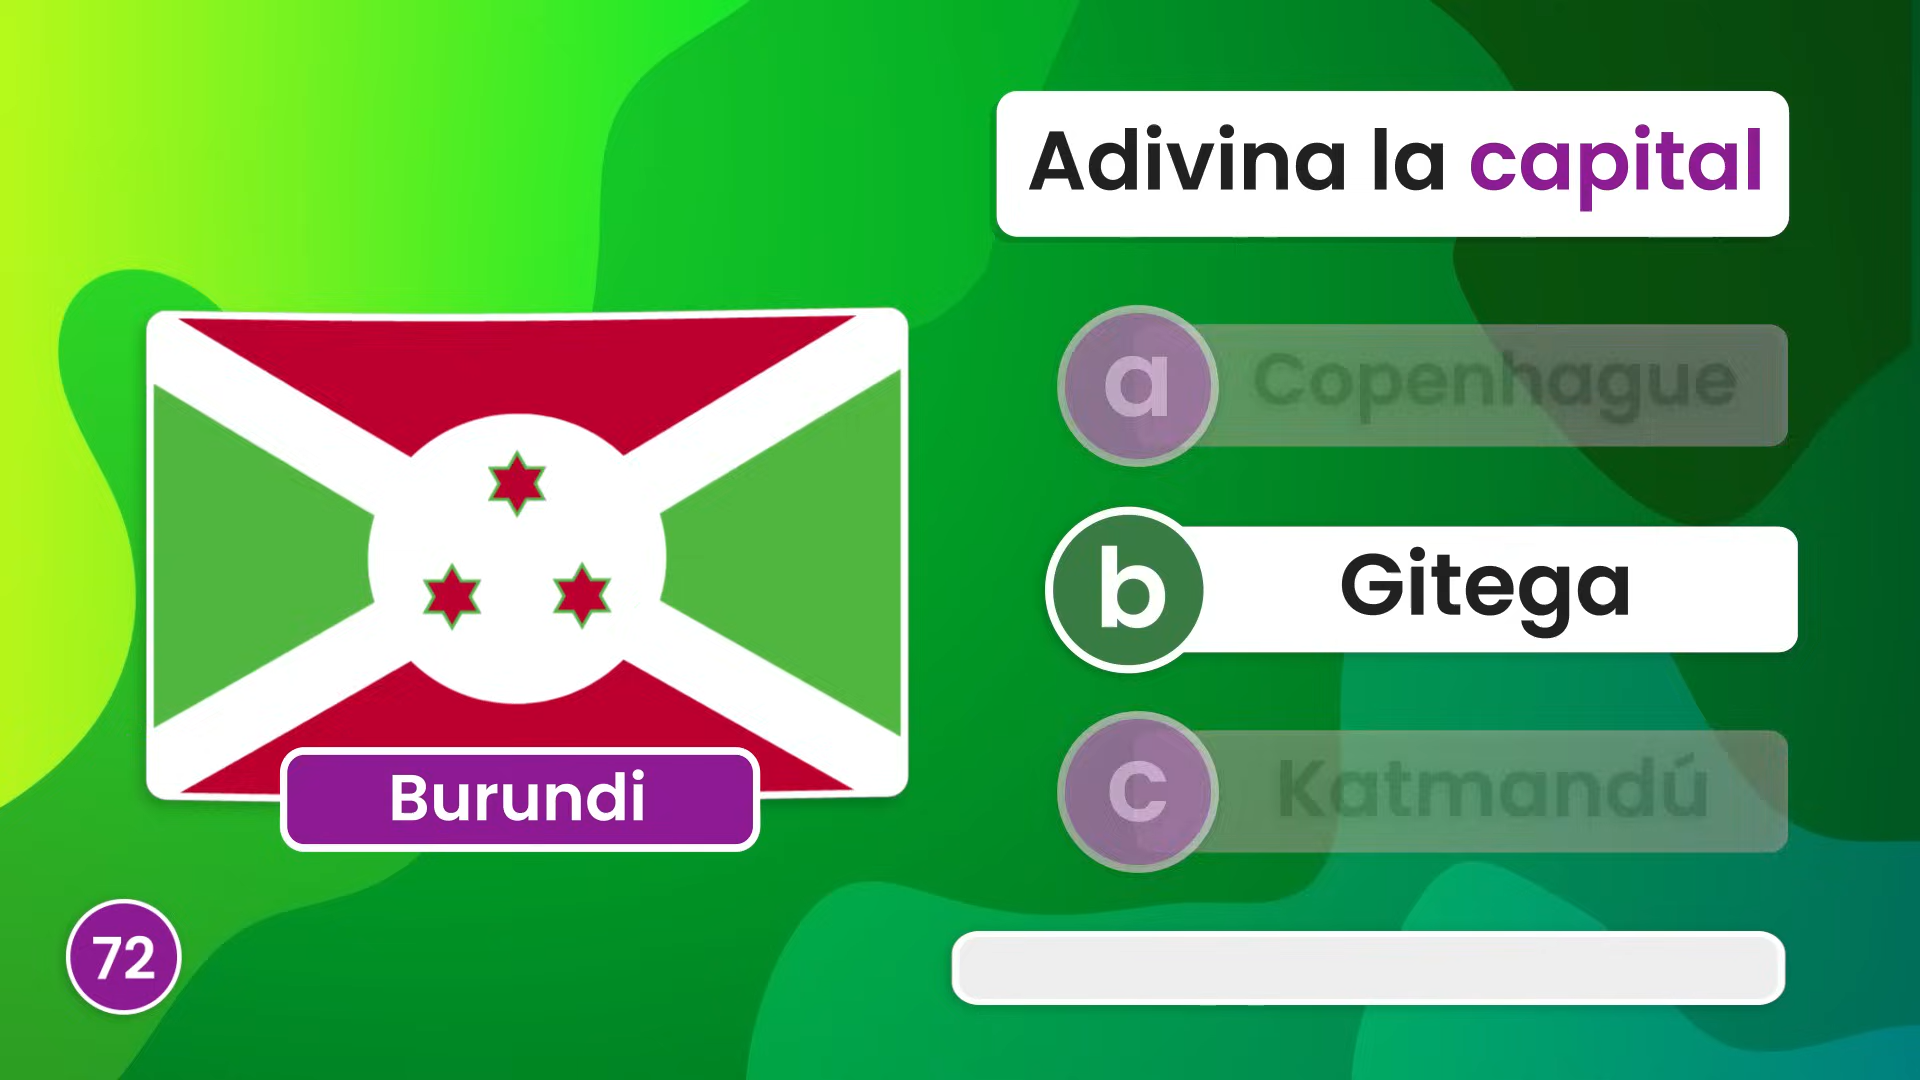 Adivina la capital
a Copenhague
b Gitega
c Katmandú
Burundi
72